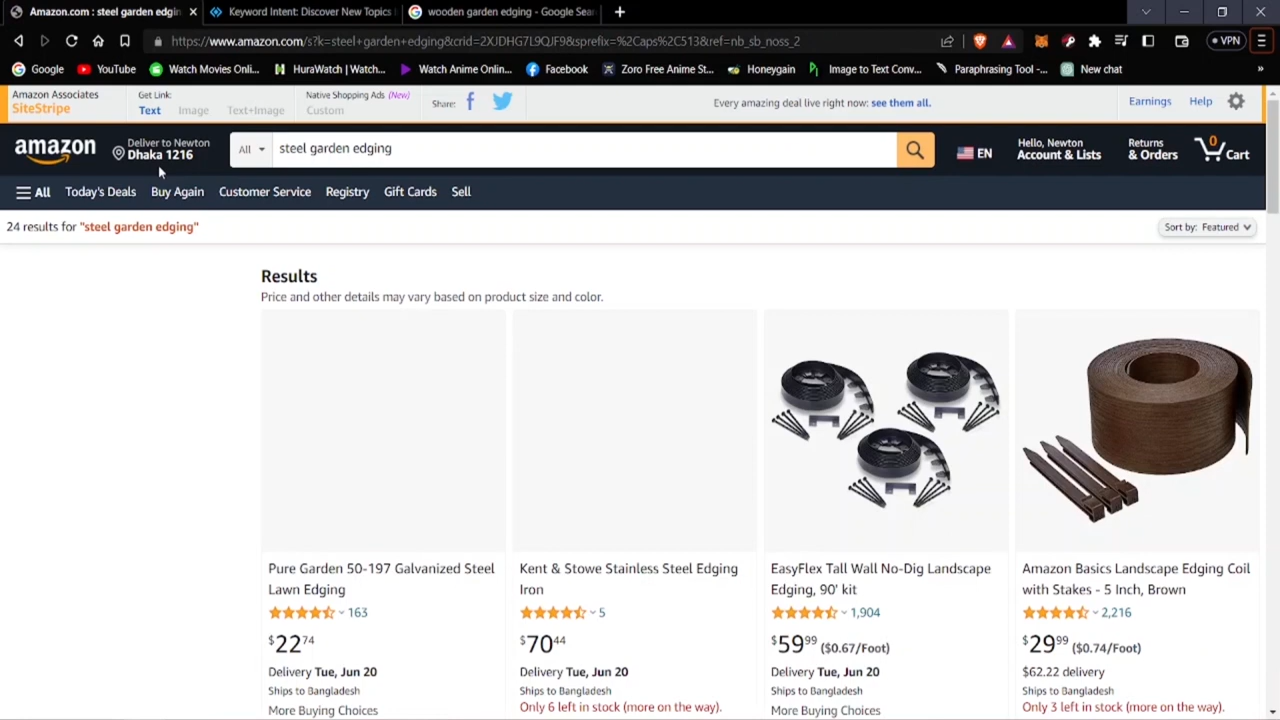 Amazon.com : steel garden edging
Keyword Intent: Discover New Topics
wooden garden edging - Google Sear
https://www.amazon.com/s?k=steel+garden+edging&crid=2XJDHG7L9QJF9&sprefix=%2Caps%2C513&ref=nb_sb_noss_2
VPN
Google
YouTube
Watch Movies Onli...
HuraWatch | Watch...
Watch Anime Onlin...
Facebook
Zoro Free Anime St...
Honeygain
Image to Text Conv...
Paraphrasing Tool -...
New chat
»
Amazon Associates
SiteStripe
Get Link:
Text
Image
Text+Image
Native Shopping Ads (New)
Custom
Share:
Every amazing deal live right now: see them all.
Earnings
Help
amazon
Deliver to Newton
Dhaka 1216
All
steel garden edging
EN
Hello, Newton
Account & Lists
Returns
& Orders
0
Cart
All
Today's Deals
Buy Again
Customer Service
Registry
Gift Cards
Sell
24 results for "steel garden edging"
Sort by: Featured
Results
Price and other details may vary based on product size and color.
Pure Garden 50-197 Galvanized Steel
Lawn Edging
163
$22 74
Delivery Tue, Jun 20
Ships to Bangladesh
More Buying Choices
Kent & Stowe Stainless Steel Edging
Iron
5
$70 44
Delivery Tue, Jun 20
Ships to Bangladesh
Only 6 left in stock (more on the way).
EasyFlex Tall Wall No-Dig Landscape
Edging, 90' kit
1,904
$59 99 ($0.67/Foot)
Delivery Tue, Jun 20
Ships to Bangladesh
More Buying Choices
Amazon Basics Landscape Edging Coil
with Stakes - 5 Inch, Brown
2,216
$29 99 ($0.74/Foot)
$62.22 delivery
Ships to Bangladesh
Only 3 left in stock (more on the way).